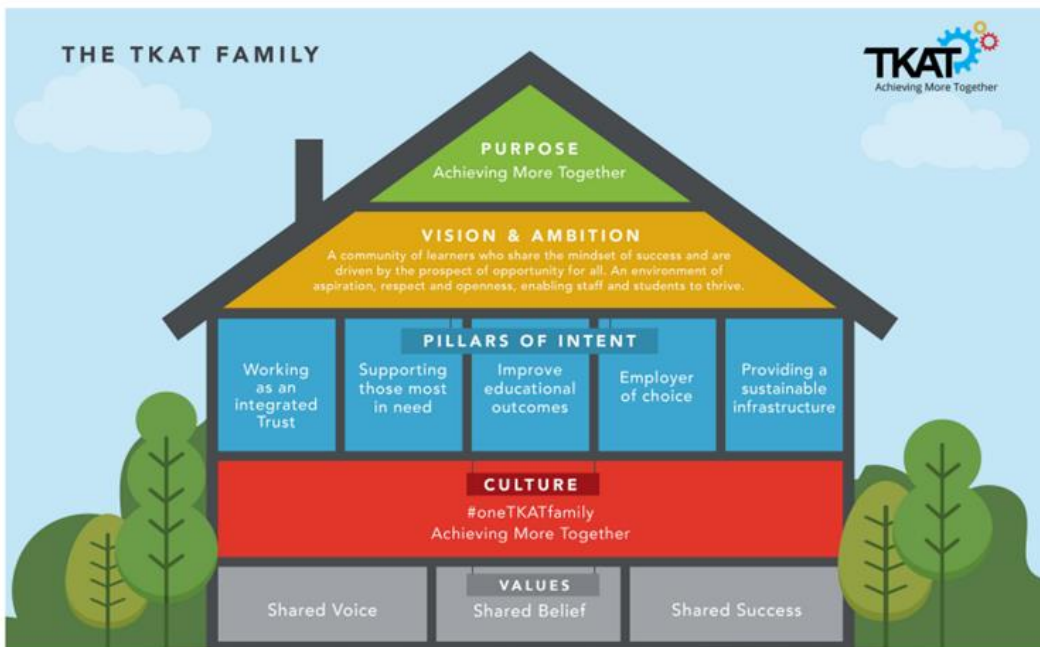 THE TKAT FAMILY
TKAT
Achieving More Together
PURPOSE
Achieving More Together
VISION & AMBITION
A community of learners who share the mindset of success and are
driven by the prospect of opportunity for all. An environment of
aspiration, respect and openness, enabling staff and students to thrive.
PILLARS OF INTENT
Working
as an
integrated
Trust
Supporting
those most
in need
Improve
educational
outcomes
Employer
of choice
Providing a
sustainable
infrastructure
CULTURE
#oneTKATfamily
Achieving More Together
VALUES
Shared Voice
Shared Belief
Shared Success